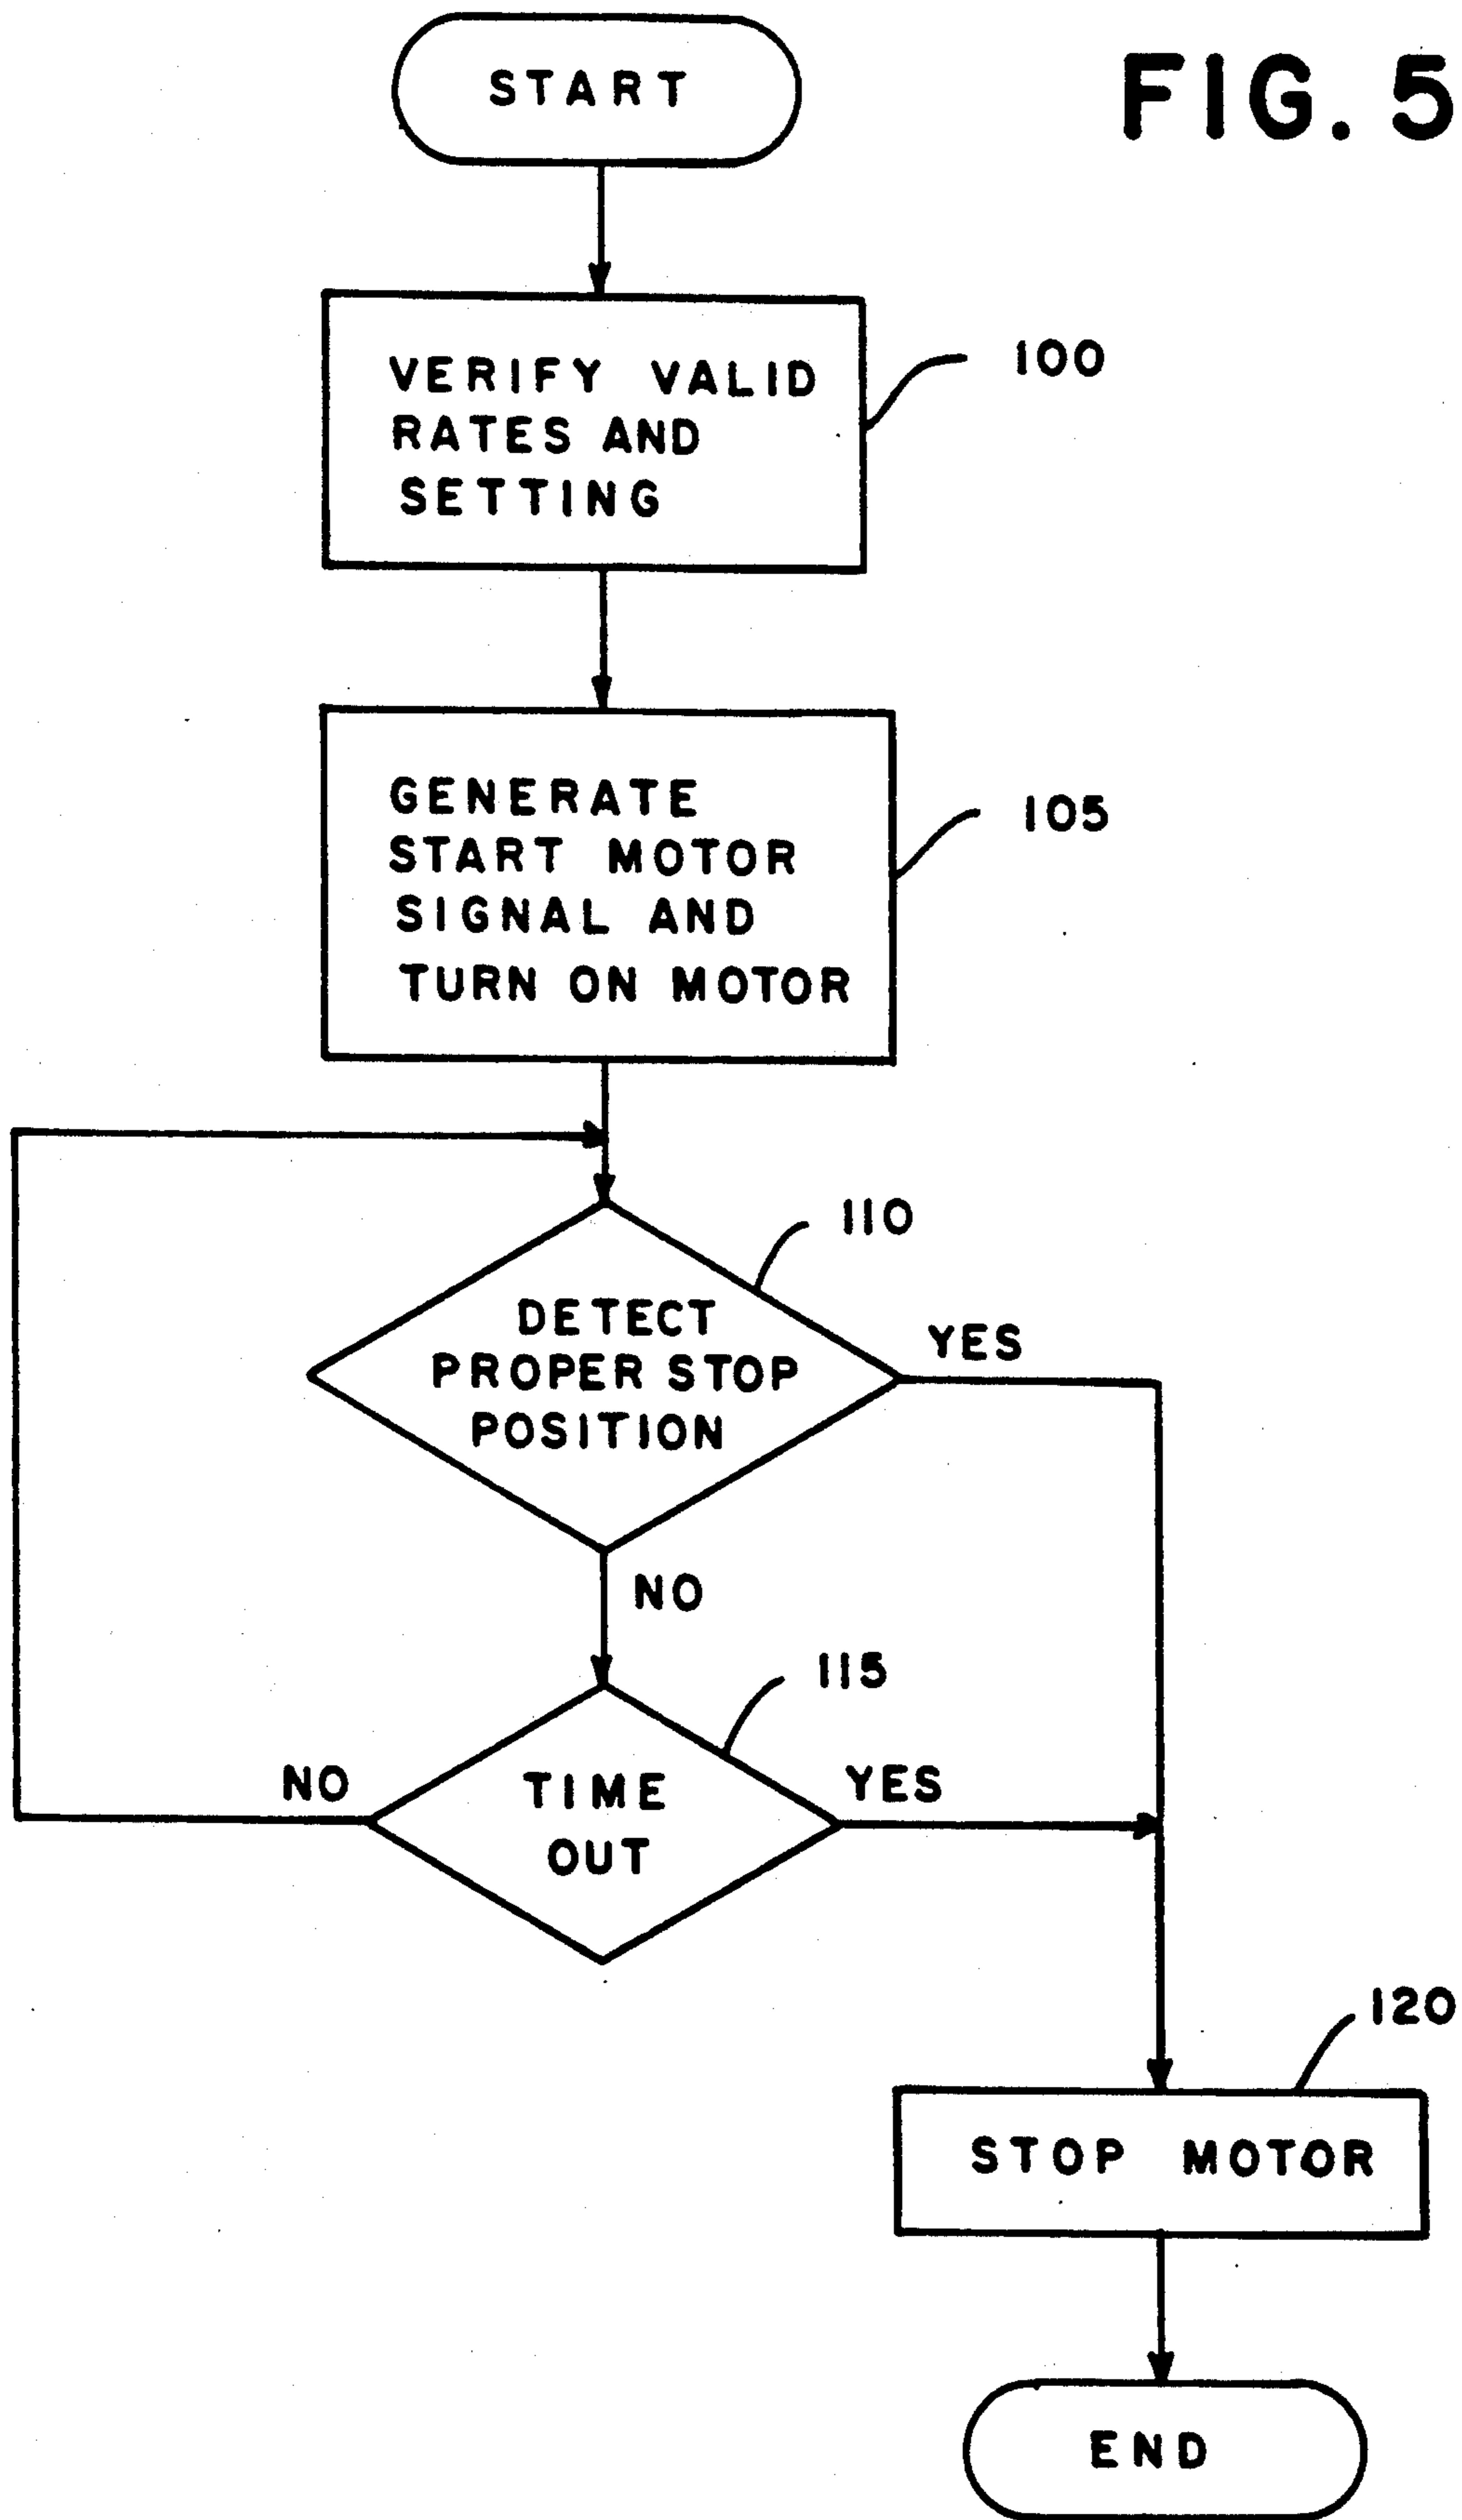 START
FIG. 5
VERIFY VALID
RATES AND
SETTING
100
GENERATE
START MOTOR
SIGNAL AND
TURN ON MOTOR
105
110
DETECT
PROPER STOP
POSITION
YES
NO
115
NO
TIME
OUT
YES
120
STOP MOTOR
END